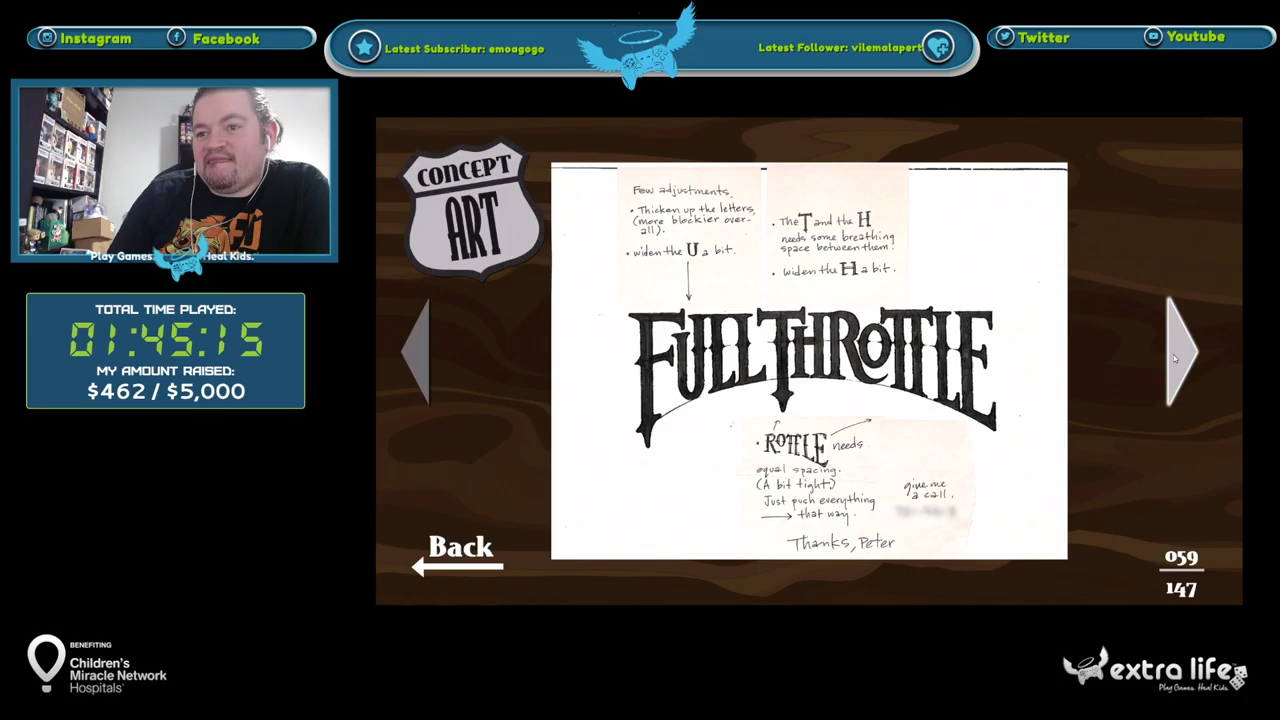 Instagram
Facebook
Latest Subscriber: emoagogo
Latest Follower: vilemalapert
Twitter
Youtube
"Play Games. Heal Kids."
TOTAL TIME PLAYED:
01:45:15
MY AMOUNT RAISED:
$462 / $5,000
CONCEPT
ART
Few adjustments,
• Thicken up the letters,
(more blockier over-
all).
• widen the U a bit.
• The T and the H
needs some breathing
space between them!
• widen the H a bit.
FULL THROTTLE
• ROTTLE needs
equal spacing.
(A bit tight.)
Just push everything
→ that way.
give me
a call.
Thanks, Peter
Back
059
147
BENEFITING
Children's
Miracle Network
Hospitals
extra life
Play Games. Heal Kids.